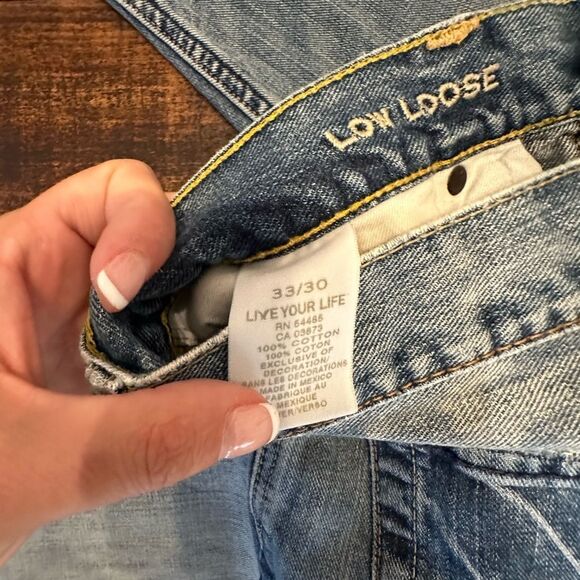 LOW LOOSE
33/30
LIVE YOUR LIFE
RN 54485
CA 03673
100% COTTON
100% COTON
EXCLUSIVE OF
DECORATION/
SANS LES DECORATIONS
MADE IN MEXICO
FABRIQUE AU
MEXIQUE
/VERSO